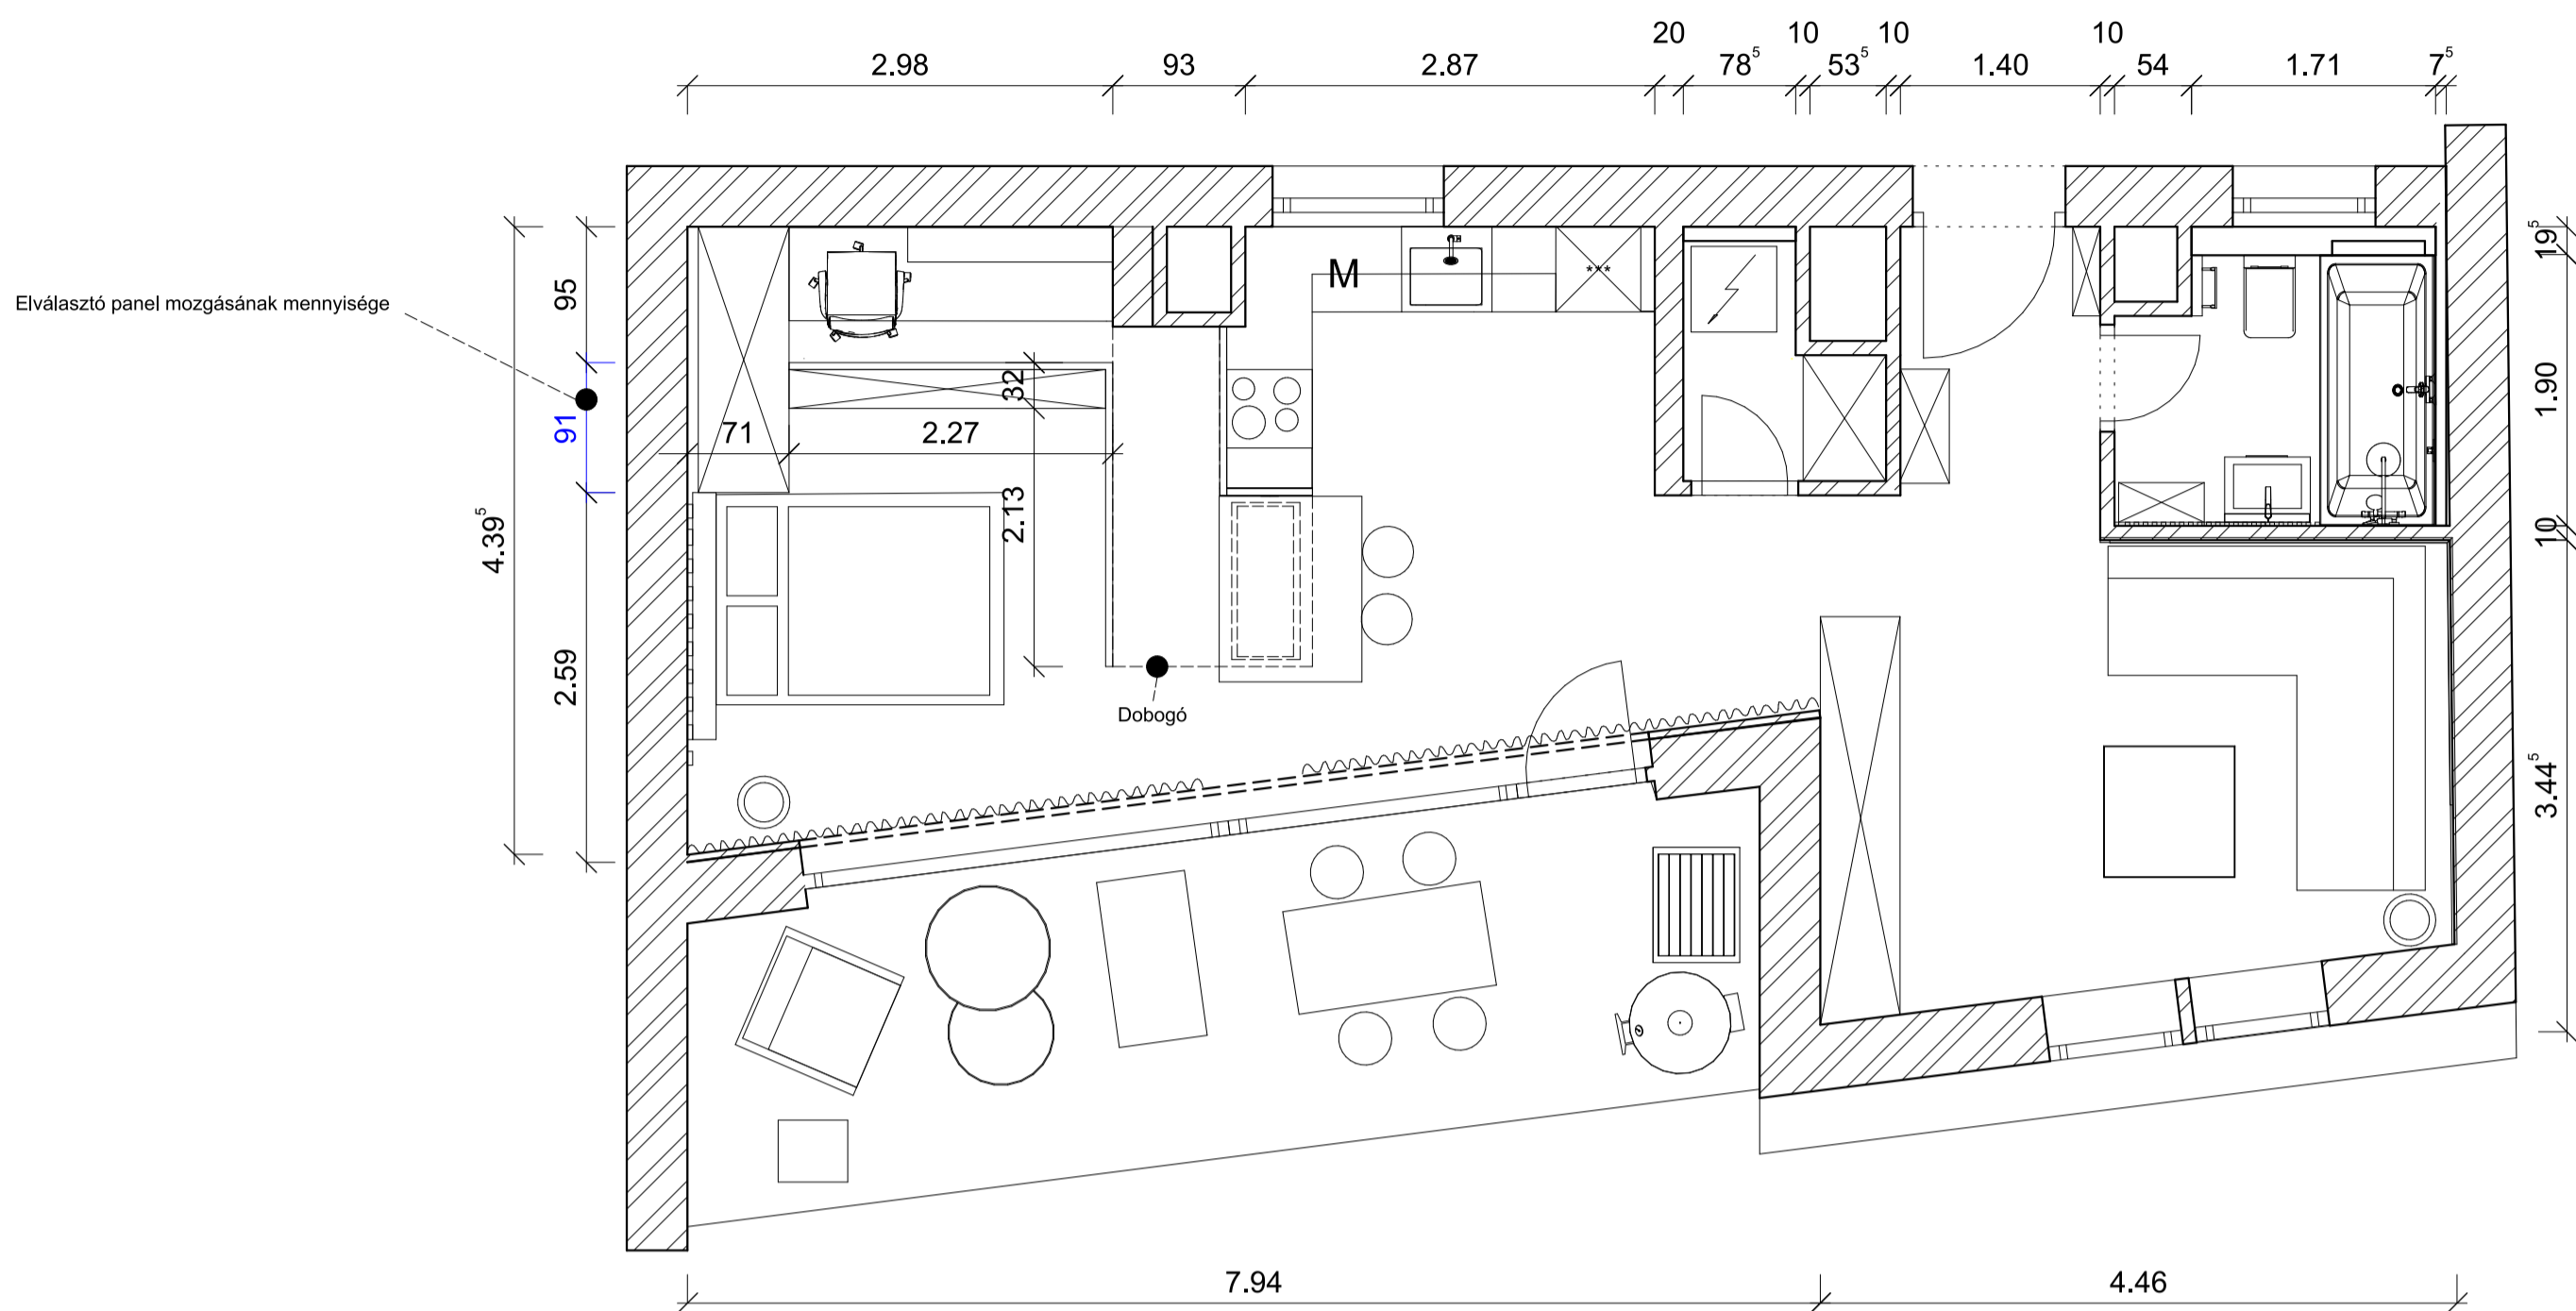 20 10 10 10
2.98 93 2.87 78⁵ 53⁵ 1.40 54 1.71 7⁵
19⁵
M
***
Elválasztó panel mozgásának mennyisége
95
32
1.90
91
71 2.27
4.39⁵
2.13
10
2.59
Dobogó
3.44⁵
7.94 4.46